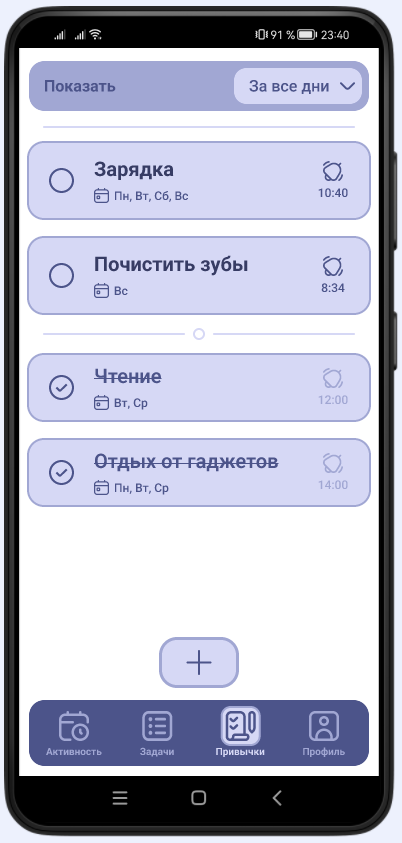 91 % 23:40
Показать За все дни
Зарядка
Пн, Вт, Сб, Вс
10:40
Почистить зубы
Вс
8:34
Чтение
Вт, Ср
12:00
Отдых от гаджетов
Пн, Вт, Ср
14:00
Активность Задачи Привычки Профиль